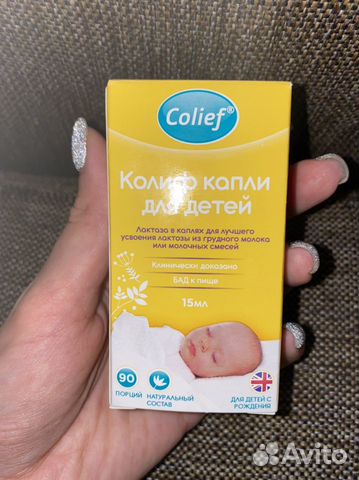 Colief®
Колиф капли
для детей
Лактаза в каплях для лучшего
усвоения лактозы из грудного молока
или молочных смесей
Клинически доказано
БАД к пище
15мл
90
ПОРЦИЙ
НАТУРАЛЬНЫЙ
СОСТАВ
ДЛЯ ДЕТЕЙ С
РОЖДЕНИЯ
Avito